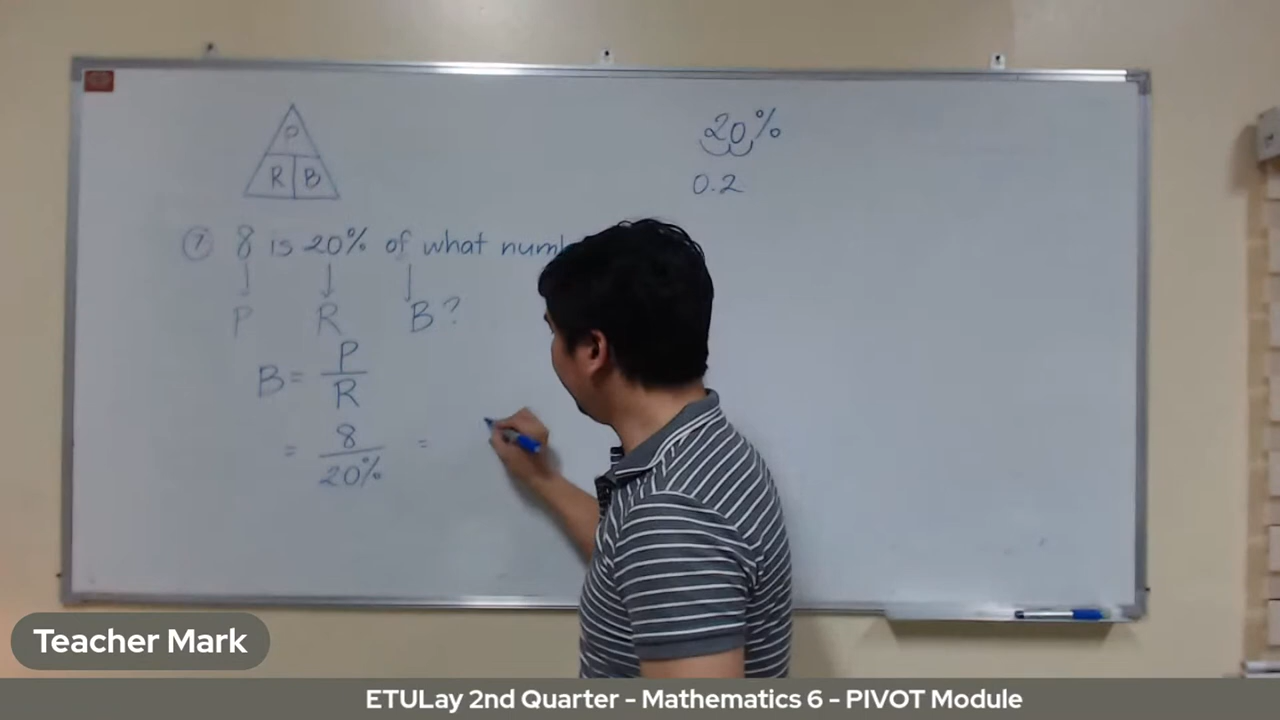 P
R B
20%
0.2
7 8 is 20% of what numb
P R B?
B = P
R
= 8 =
20%
Teacher Mark
ETULay 2nd Quarter - Mathematics 6 - PIVOT Module